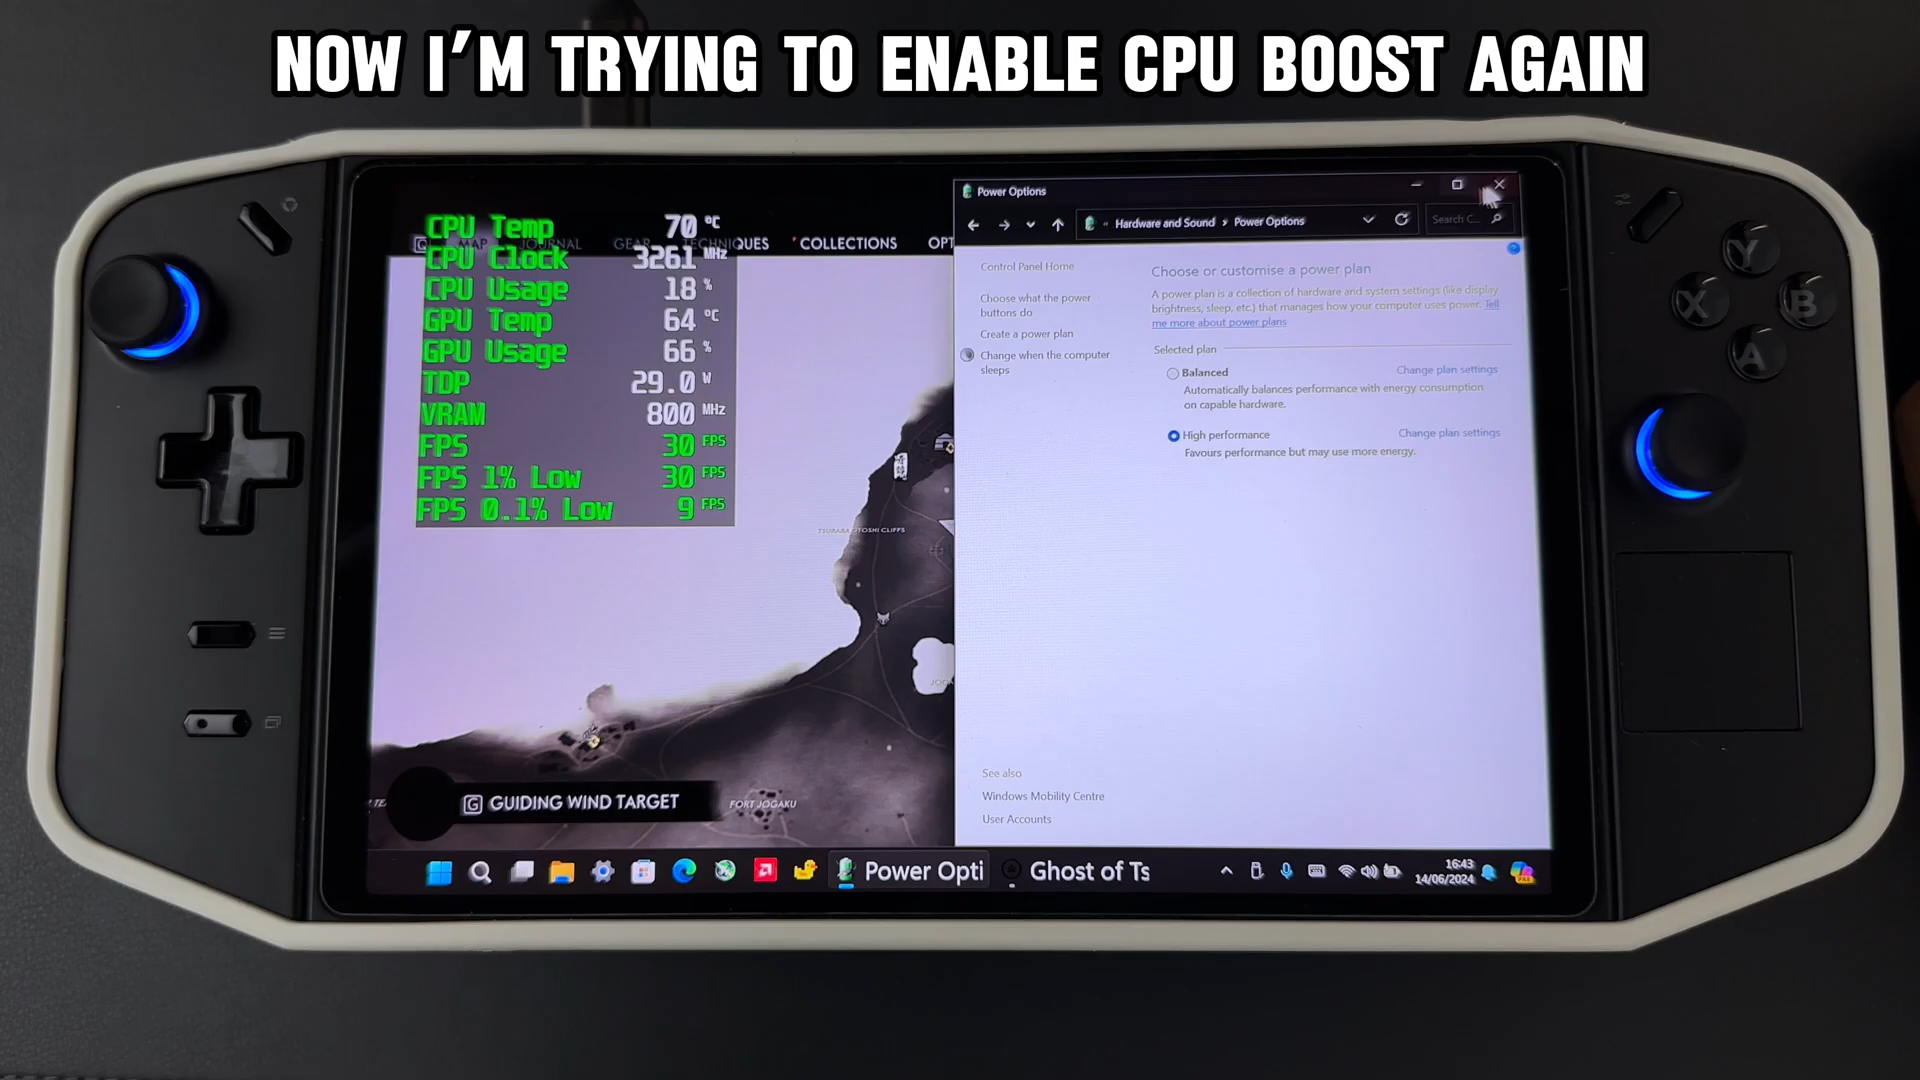 NOW I'M TRYING TO ENABLE CPU BOOST AGAIN
Power Options
Hardware and Sound › Power Options
Search C...
MAP JOURNAL GEAR TECHNIQUES COLLECTIONS OPT
CPU Temp 70 °C
CPU Clock 3261 MHz
CPU Usage 18 %
GPU Temp 64 °C
GPU Usage 66 %
TDP 29.0 W
VRAM 800 MHz
FPS 30 FPS
FPS 1% Low 30 FPS
FPS 0.1% Low 9 FPS
Control Panel Home
Choose what the power
buttons do
Create a power plan
Change when the computer
sleeps
Choose or customise a power plan
A power plan is a collection of hardware and system settings (like display
brightness, sleep, etc.) that manages how your computer uses power. Tell
me more about power plans
Selected plan
Balanced Change plan settings
Automatically balances performance with energy consumption
on capable hardware.
High performance Change plan settings
Favours performance but may use more energy.
See also
Windows Mobility Centre
User Accounts
G GUIDING WIND TARGET
FORT JOGAKU
Power Opti
Ghost of Ts
16:43
14/06/2024
Y
X
B
A